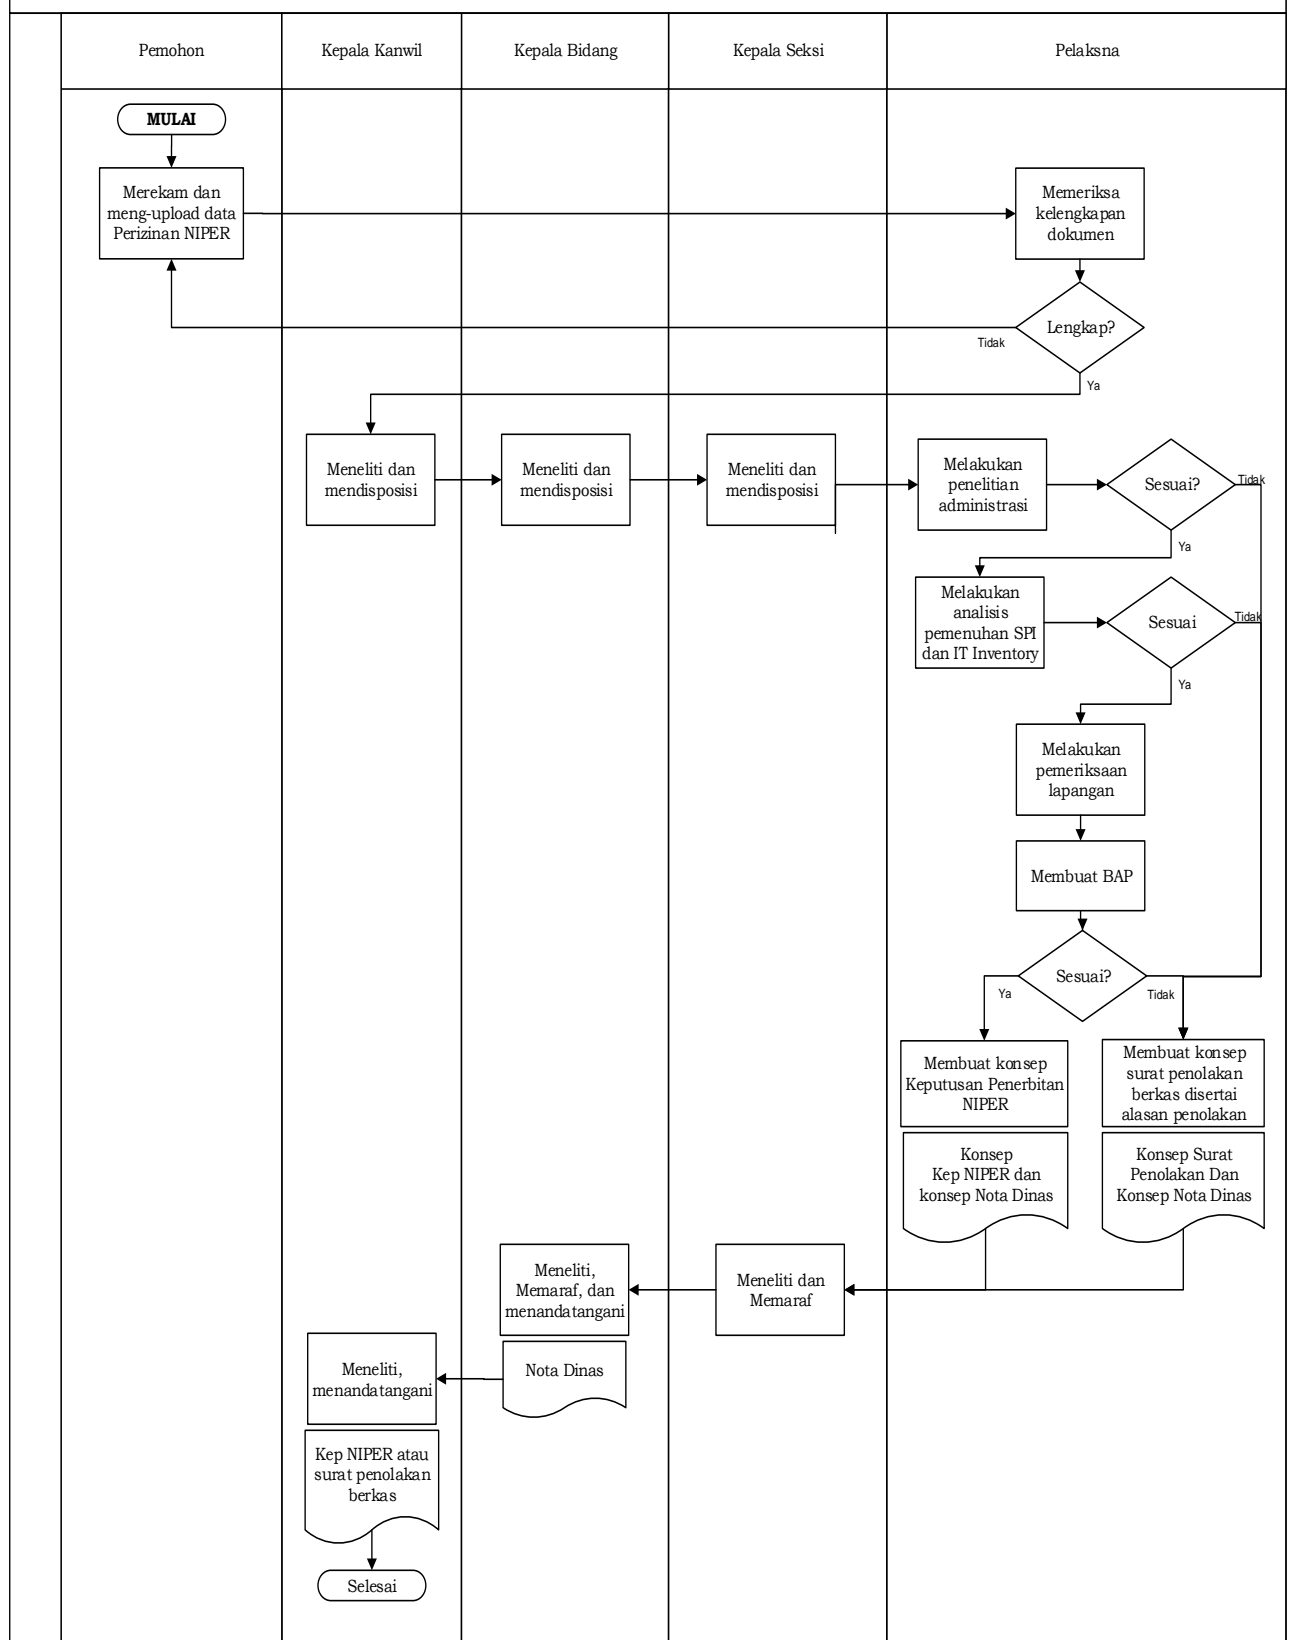 Pemohon
Kepala Kanwil
Kepala Bidang
Kepala Seksi
Pelaksna
MULAI
Merekam dan
meng-upload data
Perizinan NIPER
Memeriksa
kelengkapan
dokumen
Lengkap?
Tidak
Ya
Meneliti dan
mendisposisi
Meneliti dan
mendisposisi
Meneliti dan
mendisposisi
Melakukan
penelitian
administrasi
Sesuai?
Tidak
Ya
Melakukan
analisis
pemenuhan SPI
dan IT Inventory
Sesuai
Tidak
Ya
Melakukan
pemeriksaan
lapangan
Membuat BAP
Sesuai?
Ya
Tidak
Membuat konsep
Keputusan Penerbitan
NIPER
Membuat konsep
surat penolakan
berkas disertai
alasan penolakan
Konsep
Kep NIPER dan
konsep Nota Dinas
Konsep Surat
Penolakan Dan
Konsep Nota Dinas
Meneliti dan
Memaraf
Meneliti,
Memaraf, dan
menandatangani
Nota Dinas
Meneliti,
menandatangani
Kep NIPER atau
surat penolakan
berkas
Selesai